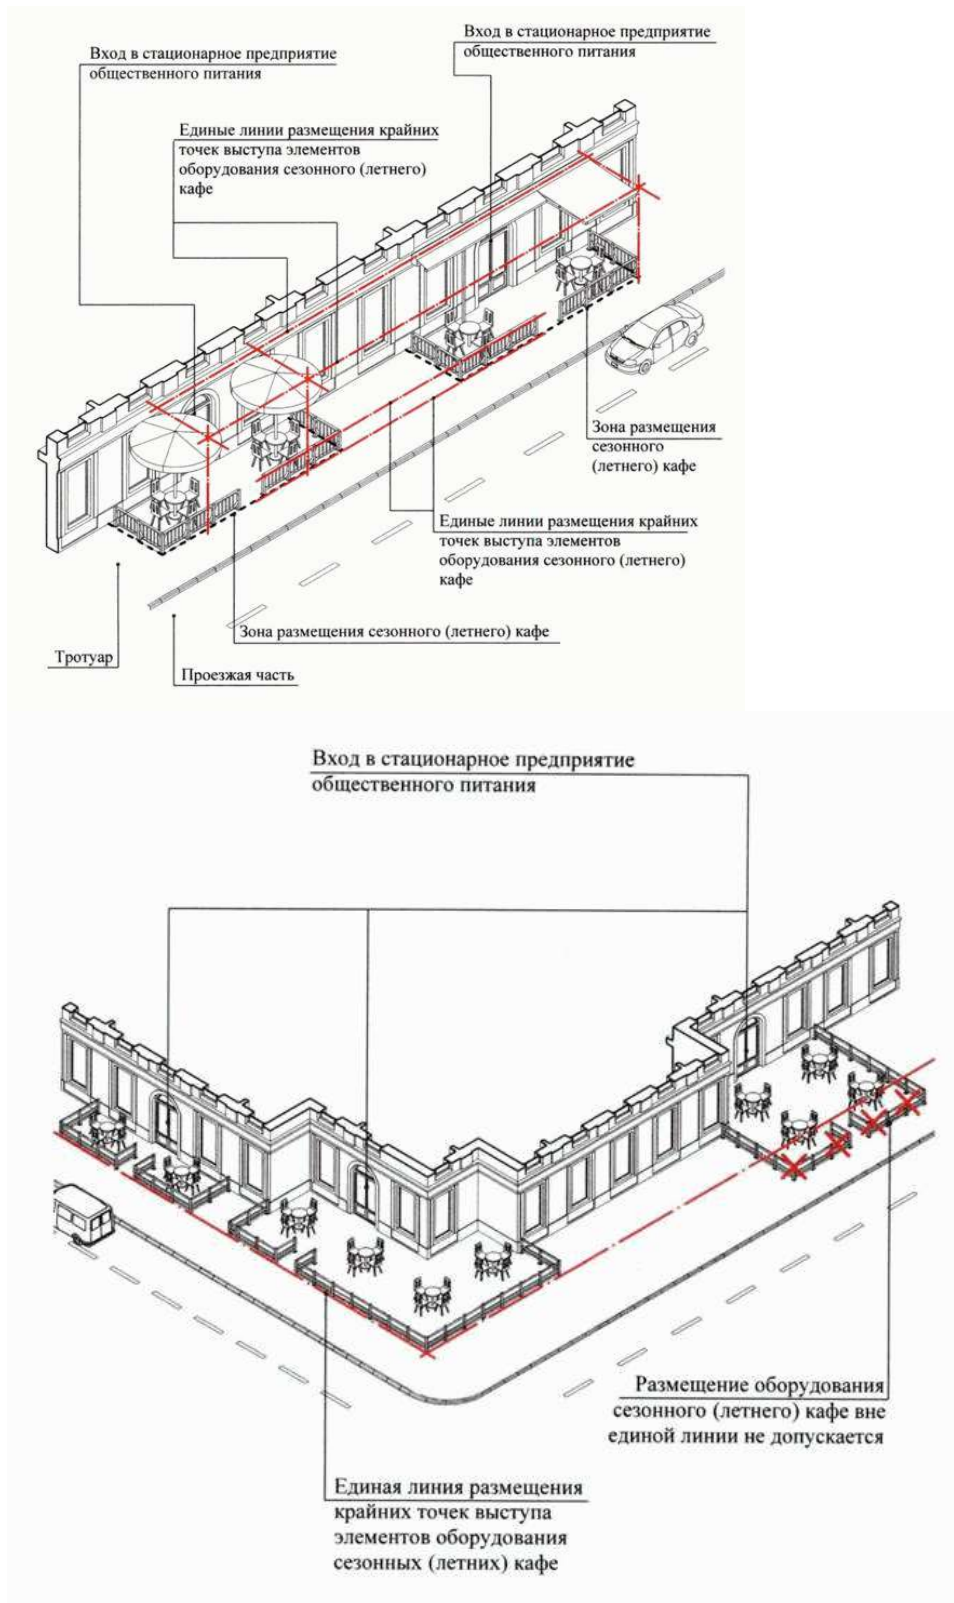 Вход в стационарное предприятие
общественного питания
Вход в стационарное предприятие
общественного питания
Единые линии размещения крайних
точек выступа элементов
оборудования сезонного (летнего)
кафе
Зона размещения
сезонного
(летнего) кафе
Единые линии размещения крайних
точек выступа элементов
оборудования сезонного (летнего)
кафе
Зона размещения сезонного (летнего) кафе
Тротуар
Проезжая часть
Вход в стационарное предприятие
общественного питания
Размещение оборудования
сезонного (летнего) кафе вне
единой линии не допускается
Единая линия размещения
крайних точек выступа
элементов оборудования
сезонных (летних) кафе